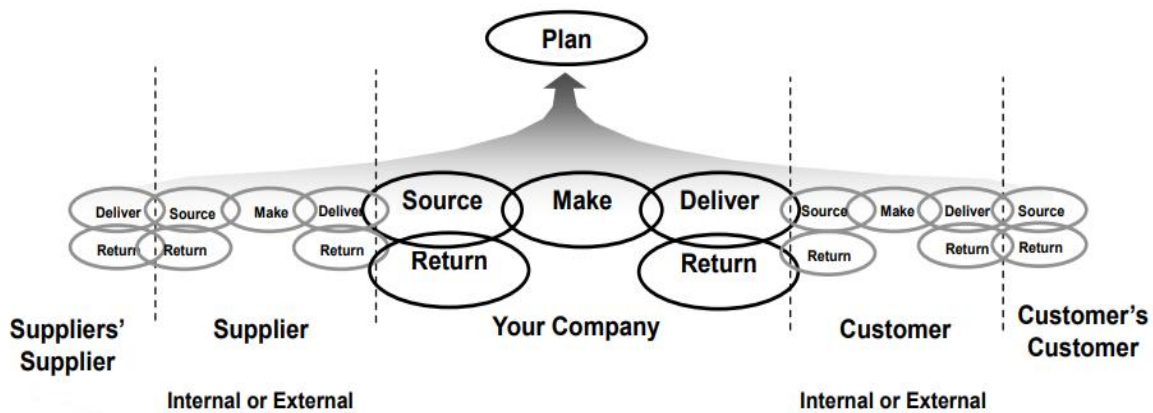 Plan
Deliver Source Make Deliver Source Make Deliver Source Make Deliver Source
Return Return Return Return Return Return Return Return
Suppliers' Supplier Your Company Customer Customer's
Supplier Customer
Internal or External Internal or External